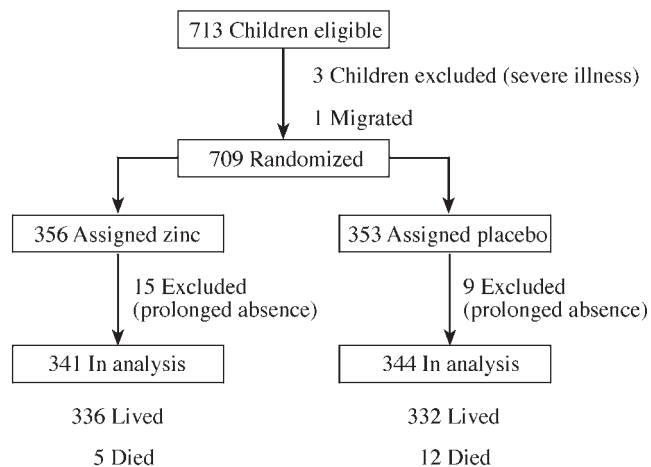 713 Children eligible
3 Children excluded (severe illness)
1 Migrated
709 Randomized
356 Assigned zinc
353 Assigned placebo
15 Excluded
(prolonged absence)
9 Excluded
(prolonged absence)
341 In analysis
344 In analysis
336 Lived
332 Lived
5 Died
12 Died